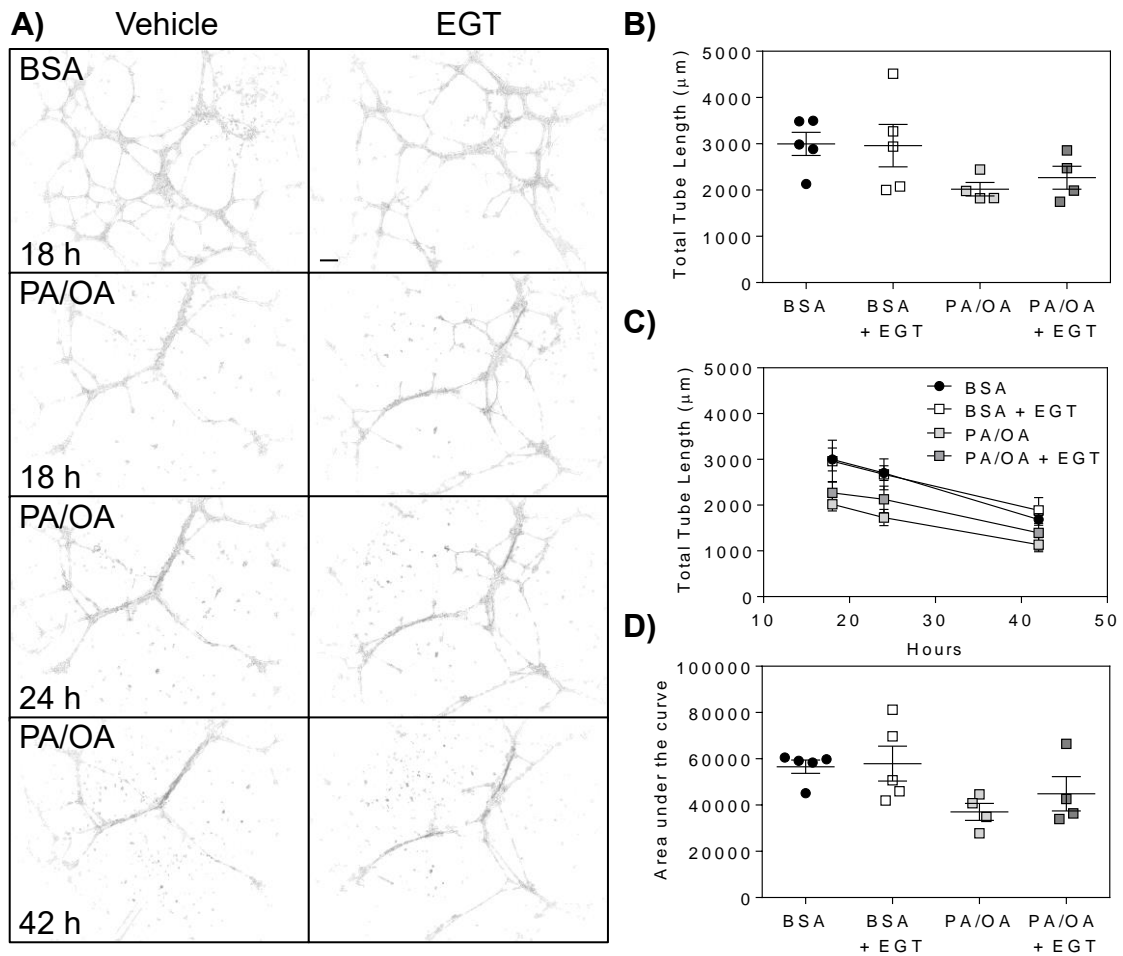 A) Vehicle EGT
BSA
18 h
PA/OA
18 h
PA/OA
24 h
PA/OA
42 h
B)
Total Tube Length (μm)
5000
4000
3000
2000
1000
0
BSA BSA PA/OA PA/OA
+ EGT + EGT
C)
Total Tube Length (μm)
5000
4000
3000
2000
1000
0
BSA
BSA + EGT
PA/OA
PA/OA + EGT
10 20 30 40 50
Hours
D)
Area under the curve
100000
80000
60000
40000
20000
0
BSA BSA PA/OA PA/OA
+ EGT + EGT